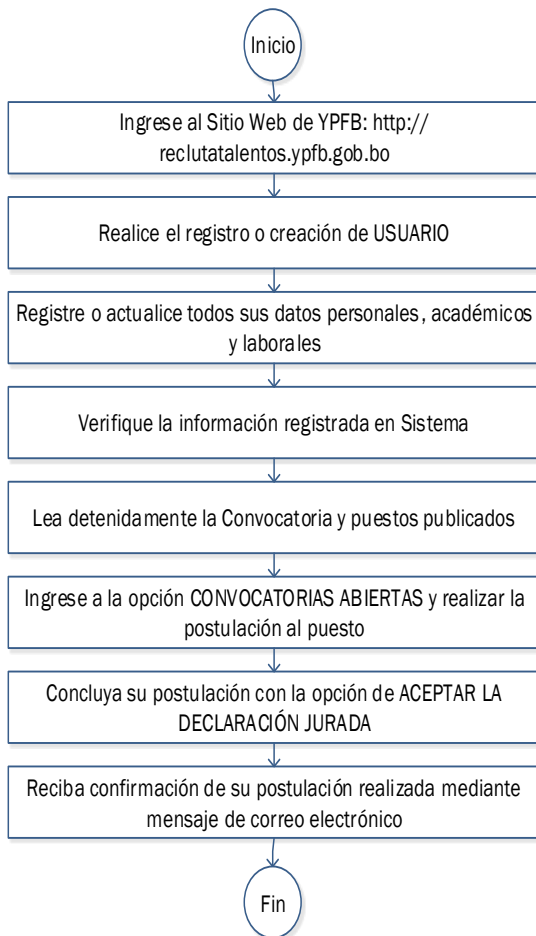 Inicio
Ingrese al Sitio Web de YPFB: http://
reclutatalentos.ypfb.gob.bo
Realice el registro o creación de USUARIO
Registre o actualice todos sus datos personales, académicos
y laborales
Verifique la información registrada en Sistema
Lea detenidamente la Convocatoria y puestos publicados
Ingrese a la opción CONVOCATORIAS ABIERTAS y realizar la
postulación al puesto
Concluya su postulación con la opción de ACEPTAR LA
DECLARACIÓN JURADA
Reciba confirmación de su postulación realizada mediante
mensaje de correo electrónico
Fin